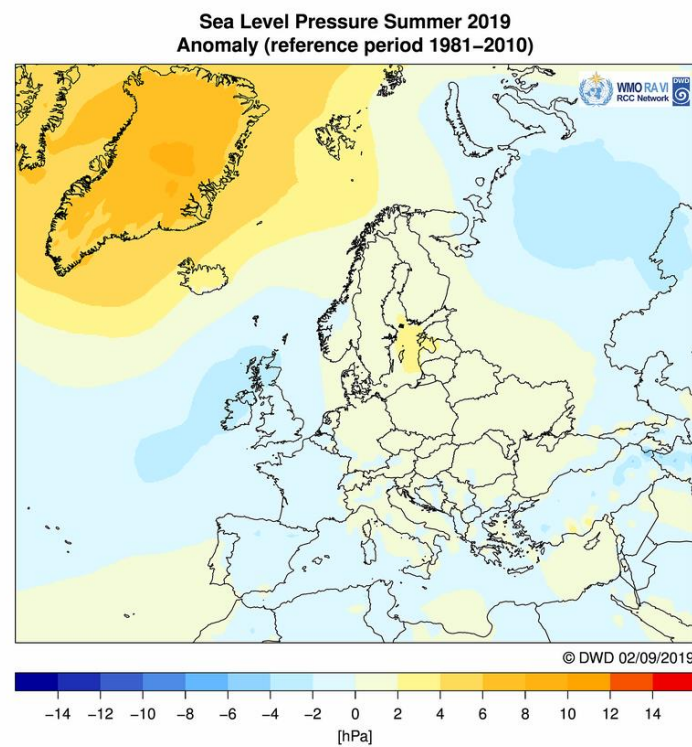 Sea Level Pressure Summer 2019
Anomaly (reference period 1981−2010)
WMO RA VI
RCC Network
DWD
© DWD 02/09/2019
−14 −12 −10 −8 −6 −4 −2 0 2 4 6 8 10 12 14
[hPa]